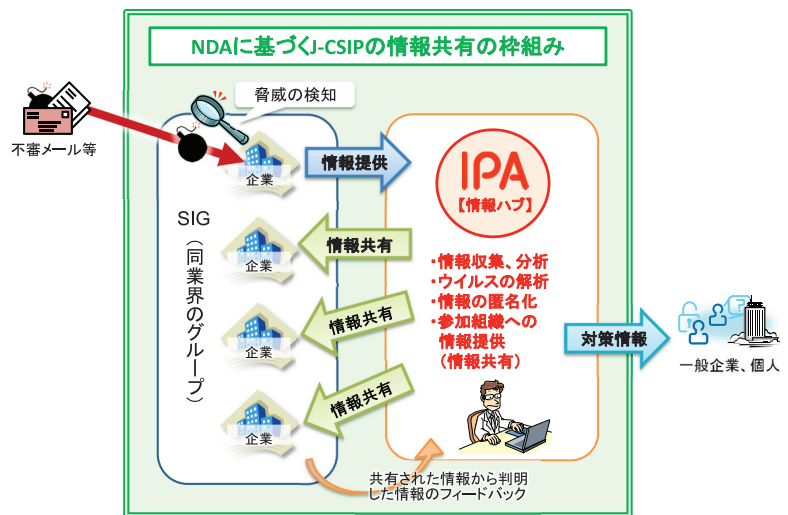 NDAに基づくJ-CSIPの情報共有の枠組み
脅威の検知
不審メール等
企業
情報提供
IPA
【情報ハブ】
SIG
（同業界のグループ）
企業
情報共有
・情報収集、分析
・ウイルスの解析
・情報の匿名化
・参加組織への
情報提供
（情報共有）
企業
情報共有
対策情報
一般企業、個人
企業
情報共有
共有された情報から判明
した情報のフィードバック